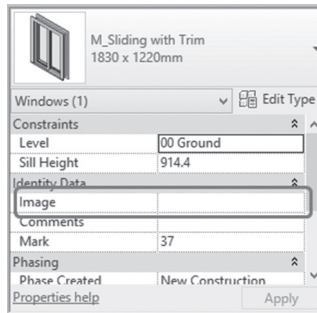 M_Sliding with Trim
1830 x 1220mm
Windows (1) Edit Type
Constraints
Level 00 Ground
Sill Height 914.4
Identity Data
Image
Comments
Mark 37
Phasing
Phase Created New Construction
Properties help Apply